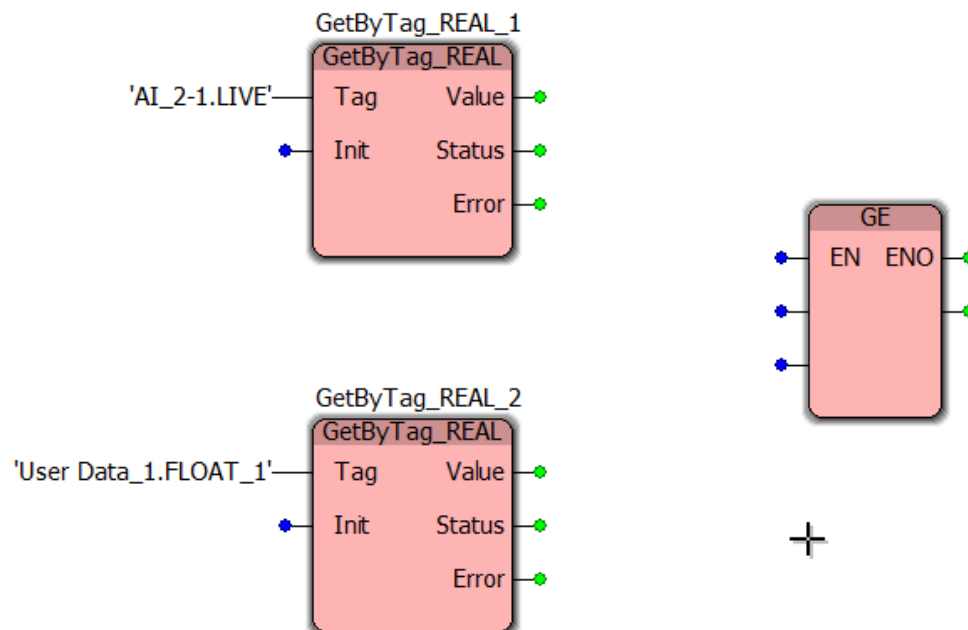 GetByTag_REAL_1
GetByTag_REAL
'AI_2-1.LIVE' Tag Value
Init Status
Error
GE
EN ENO
GetByTag_REAL_2
GetByTag_REAL
'User Data_1.FLOAT_1' Tag Value
Init Status
Error